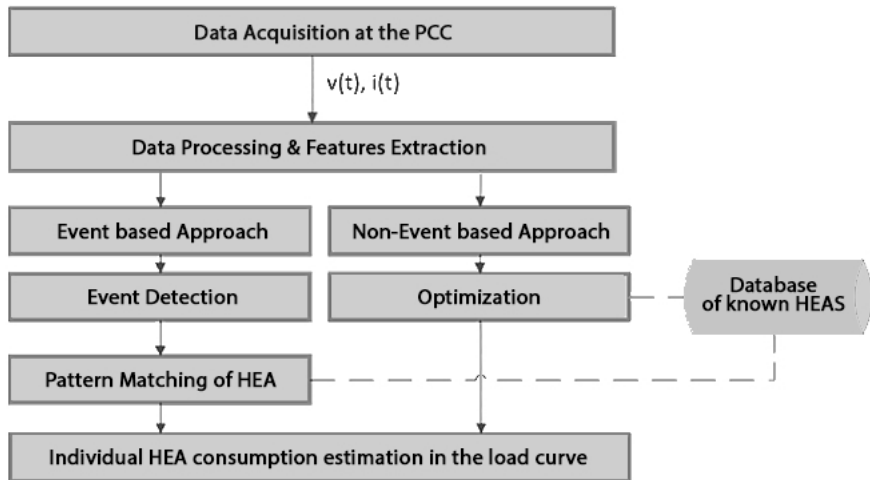 Data Acquisition at the PCC
v(t), i(t)
Data Processing & Features Extraction
Event based Approach
Non-Event based Approach
Event Detection
Optimization
Database
of known HEAS
Pattern Matching of HEA
Individual HEA consumption estimation in the load curve